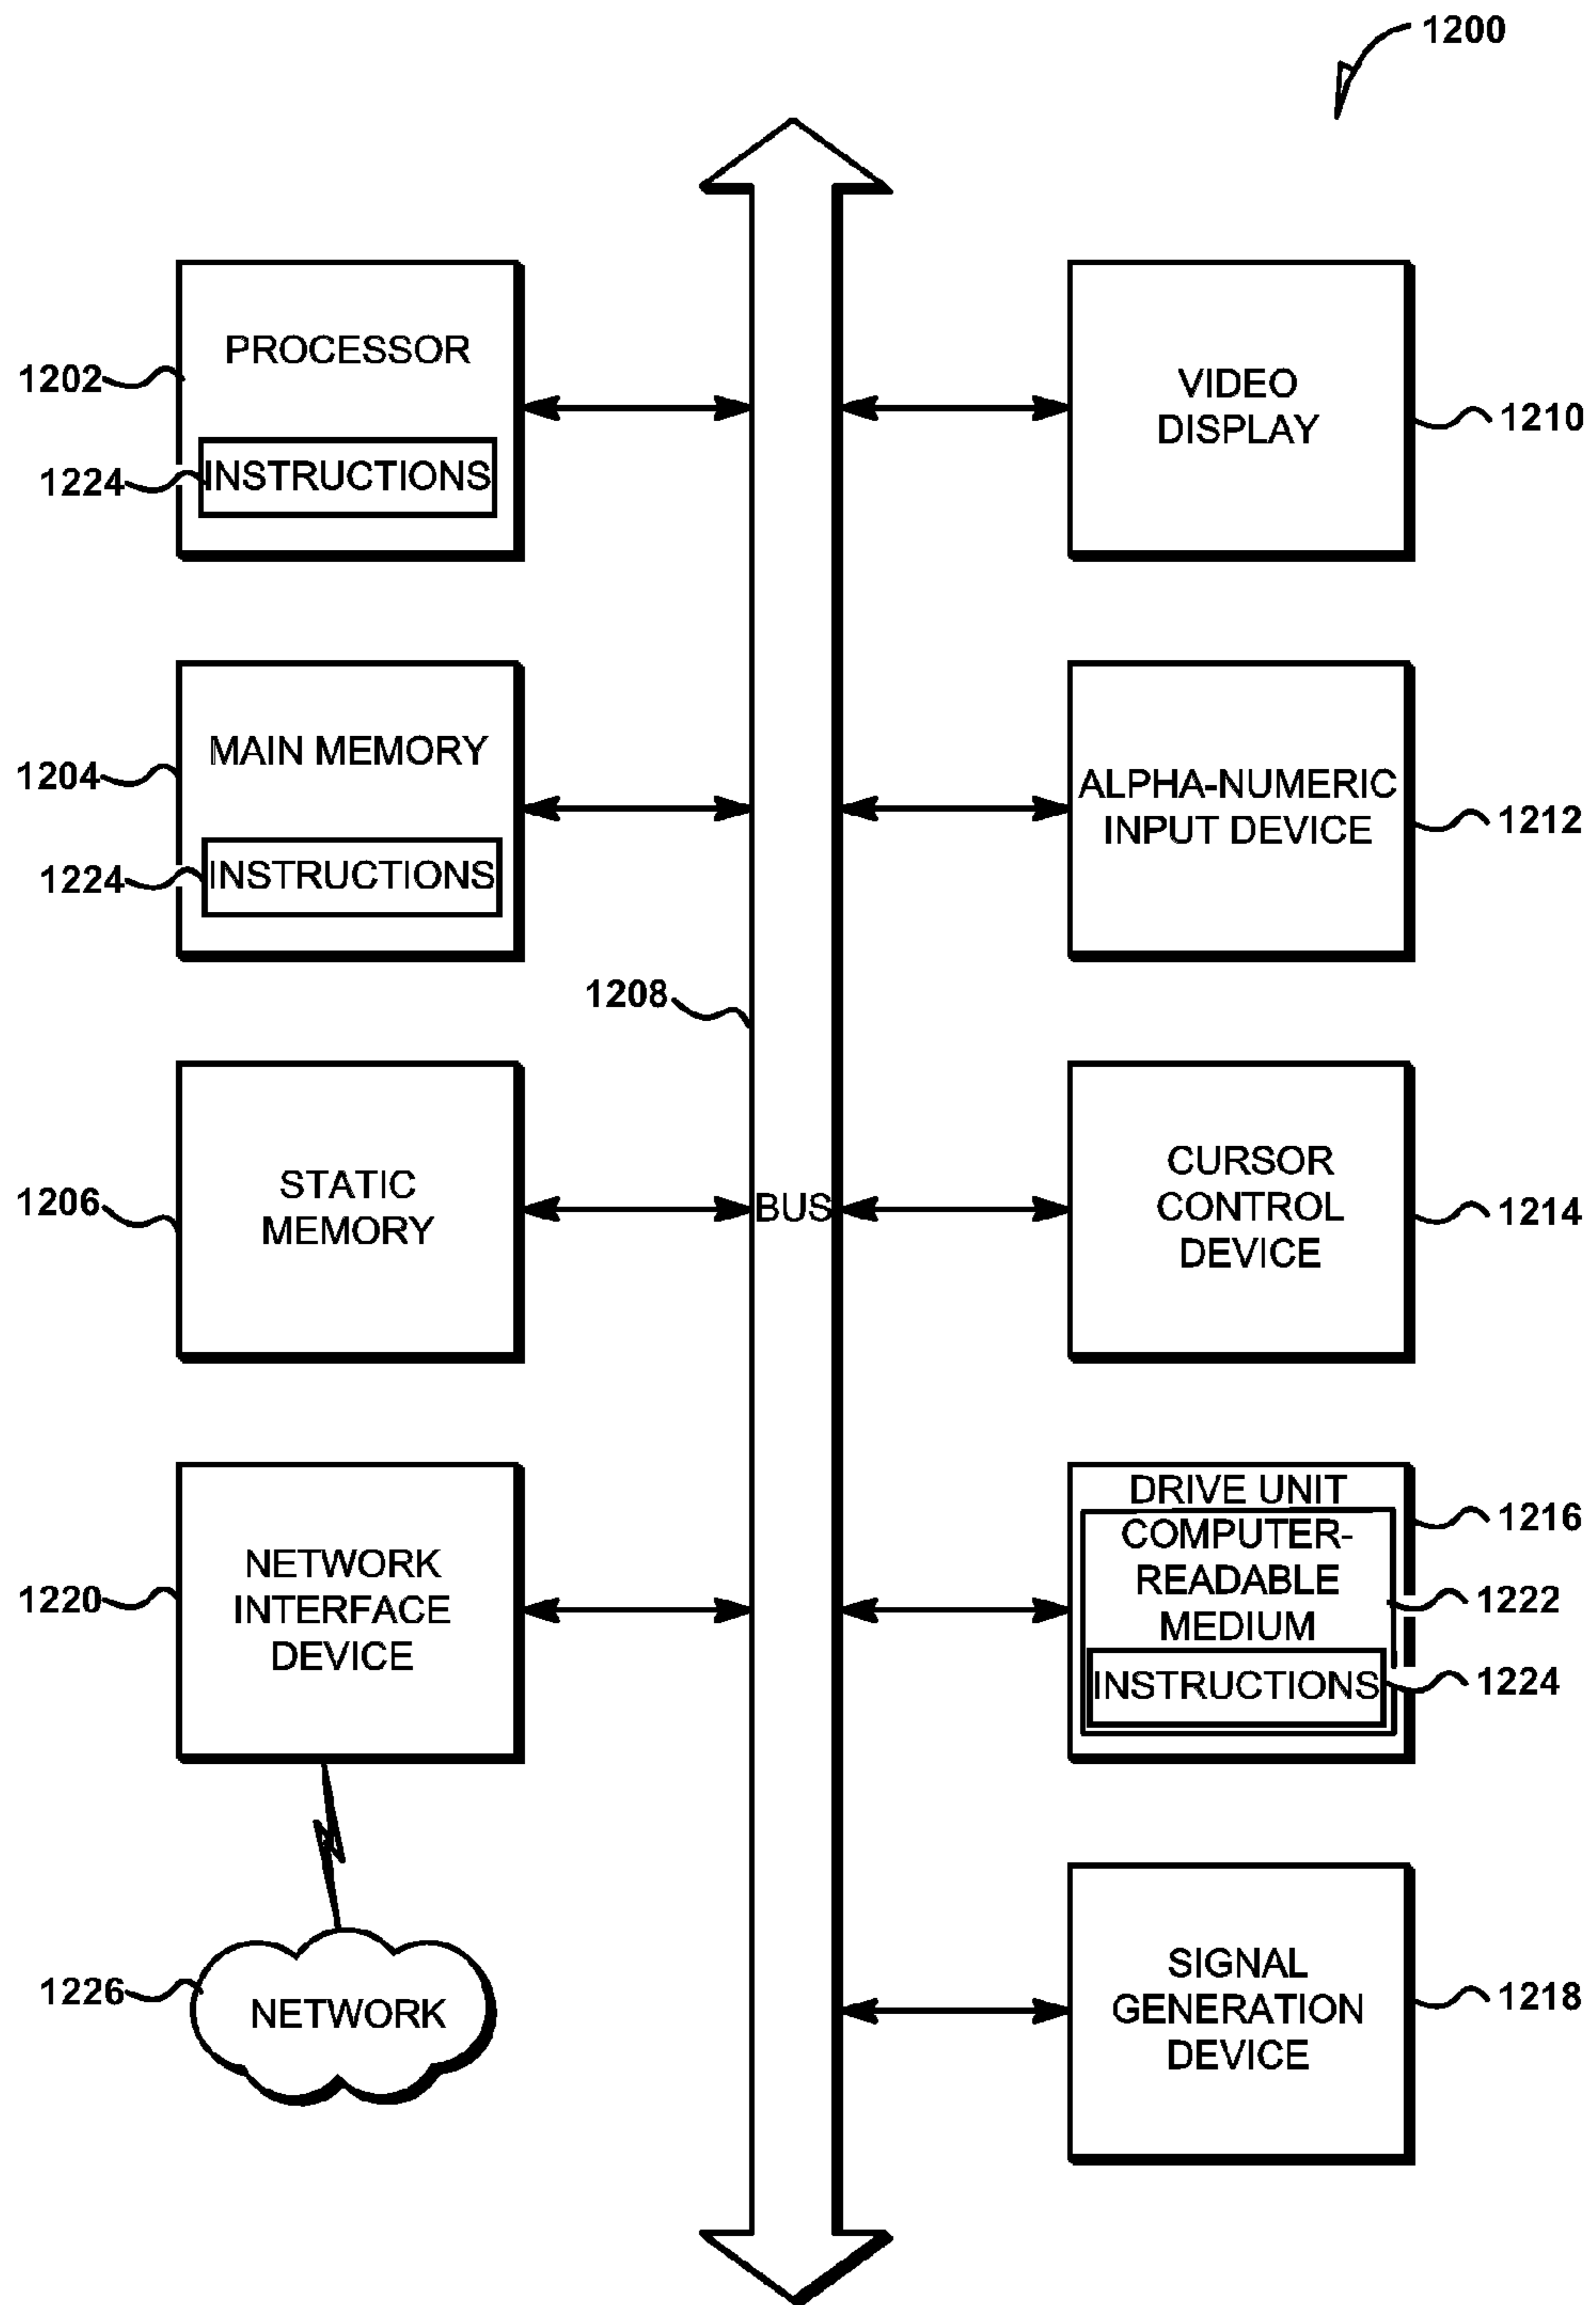 1200
PROCESSOR
1202
INSTRUCTIONS
1224
VIDEO
DISPLAY
1210
MAIN MEMORY
1204
INSTRUCTIONS
1224
ALPHA-NUMERIC
INPUT DEVICE
1212
1208
BUS
STATIC
MEMORY
1206
CURSOR
CONTROL
DEVICE
1214
NETWORK
INTERFACE
DEVICE
1220
DRIVE UNIT
1216
COMPUTER-
READABLE
MEDIUM
1222
INSTRUCTIONS
1224
NETWORK
1226
SIGNAL
GENERATION
DEVICE
1218